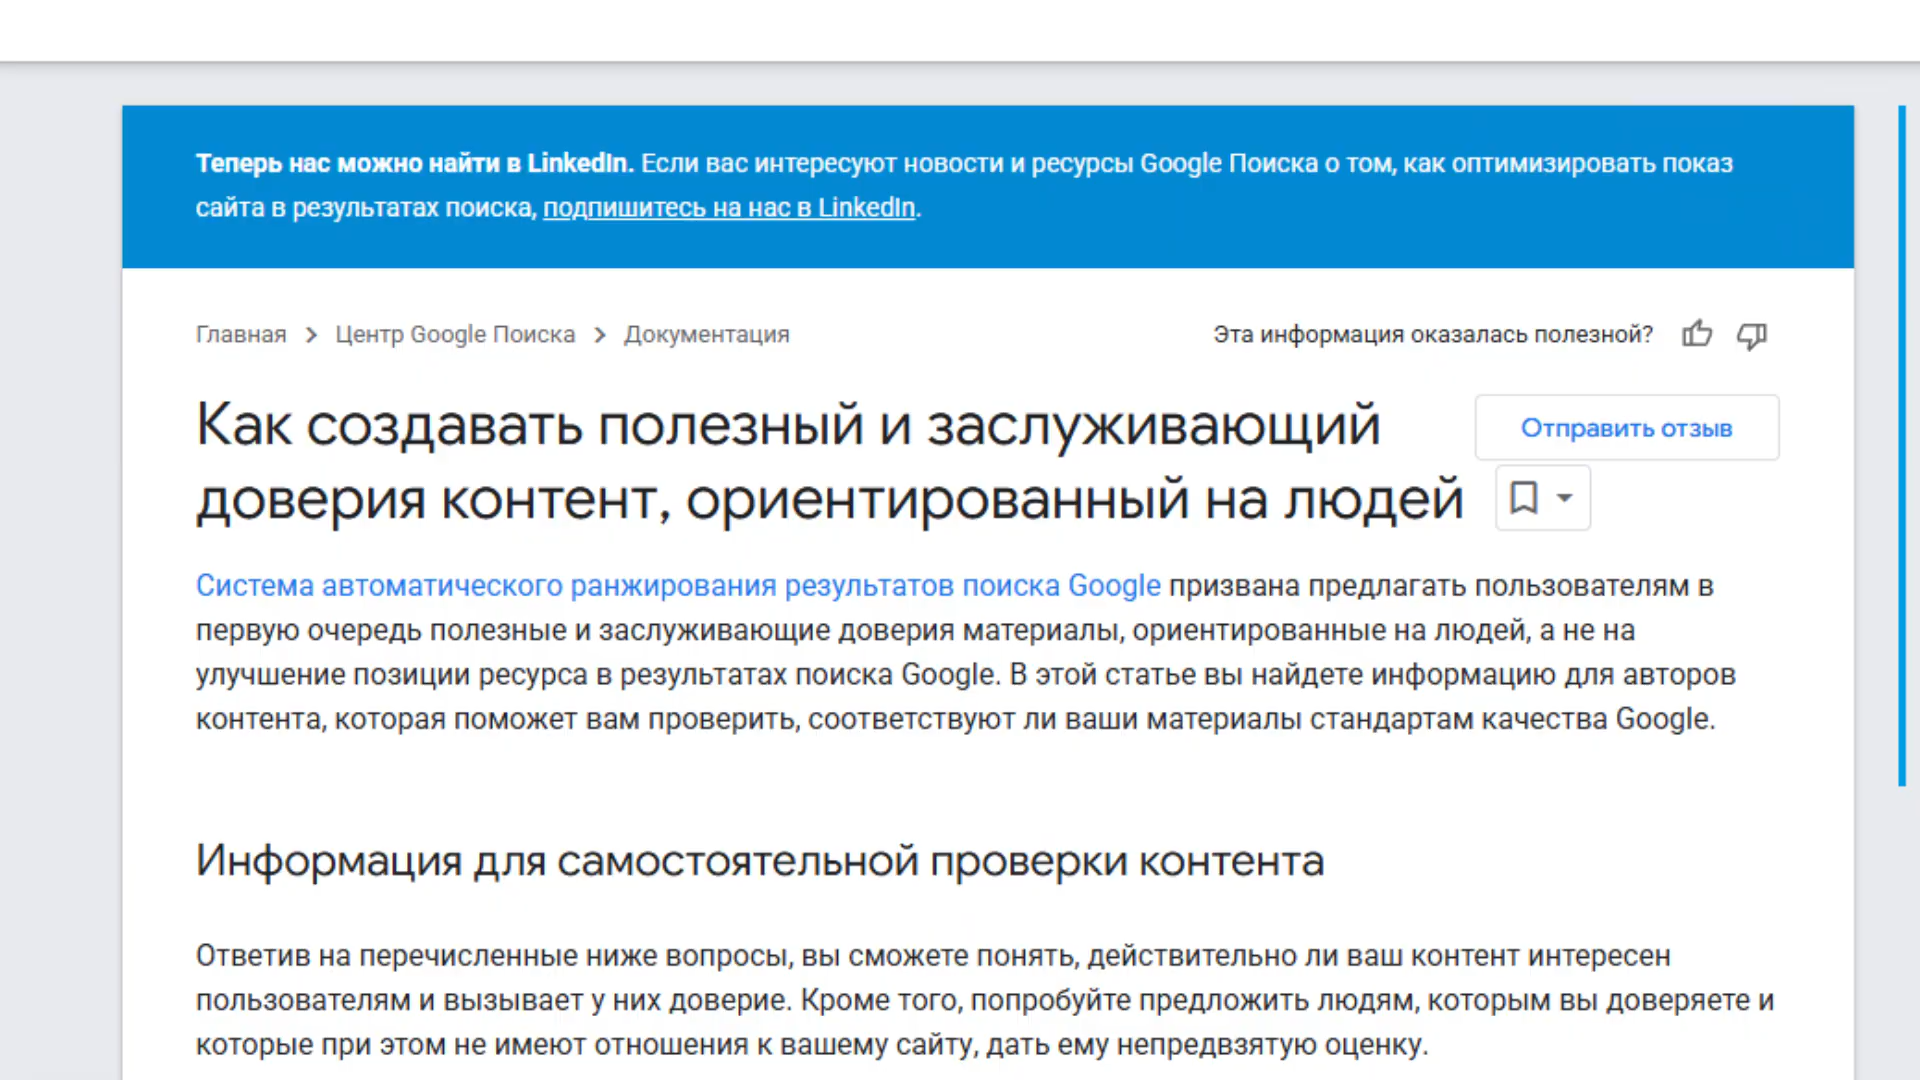 Теперь нас можно найти в LinkedIn. Если вас интересуют новости и ресурсы Google Поиска о том, как оптимизировать показ
сайта в результатах поиска, подпишитесь на нас в LinkedIn.
Главная > Центр Google Поиска > Документация
Эта информация оказалась полезной?
Как создавать полезный и заслуживающий
доверия контент, ориентированный на людей
Отправить отзыв
Система автоматического ранжирования результатов поиска Google призвана предлагать пользователям в
первую очередь полезные и заслуживающие доверия материалы, ориентированные на людей, а не на
улучшение позиции ресурса в результатах поиска Google. В этой статье вы найдете информацию для авторов
контента, которая поможет вам проверить, соответствуют ли ваши материалы стандартам качества Google.
Информация для самостоятельной проверки контента
Ответив на перечисленные ниже вопросы, вы сможете понять, действительно ли ваш контент интересен
пользователям и вызывает у них доверие. Кроме того, попробуйте предложить людям, которым вы доверяете и
которые при этом не имеют отношения к вашему сайту, дать ему непредвзятую оценку.